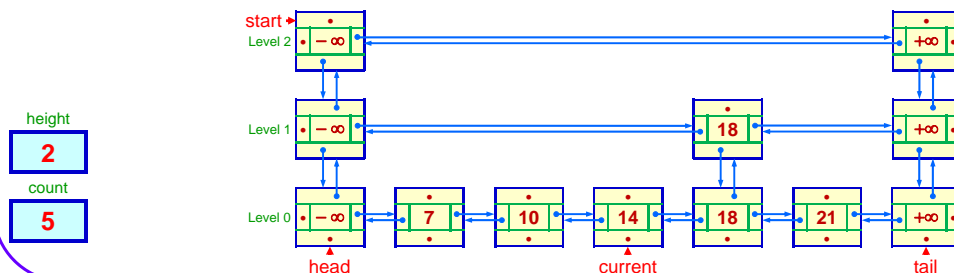 start
Level 2 − ∞ +∞
height
2
Level 1 − ∞ 18 +∞
count
5
Level 0 − ∞ 7 10 14 18 21 +∞
head current tail